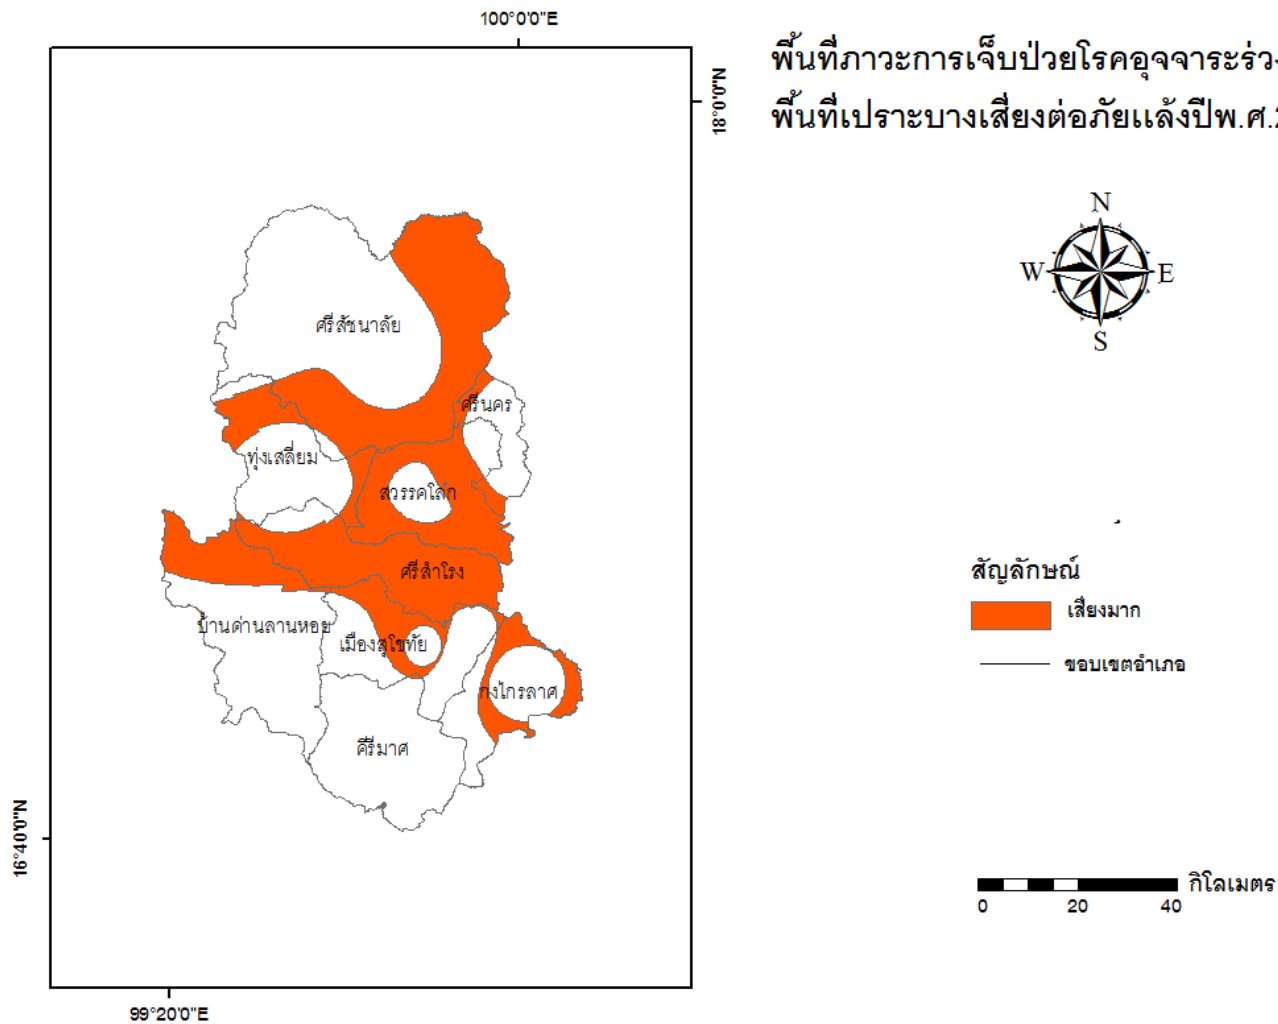 100°0'0"E
พื้นที่ภาวะการเจ็บป่วยโรคอุจจาระร่วง
18°0'0"N
พื้นที่เปราะบางเสี่ยงต่อภัยแล้งปีพ.ศ.2
N
W E
S
ศรีสัชนาลัย
ศรีนคร
ทุ่งเสลี่ยม
สวรรคโลก
ศรีสำโรง
สัญลักษณ์
เสี่ยงมาก
บ้านด่านลานหอย
เมืองสุโขทัย
ขอบเขตอำเภอ
กงไกรลาศ
คีรีมาศ
16°40'0"N
กิโลเมตร
0 20 40
99°20'0"E